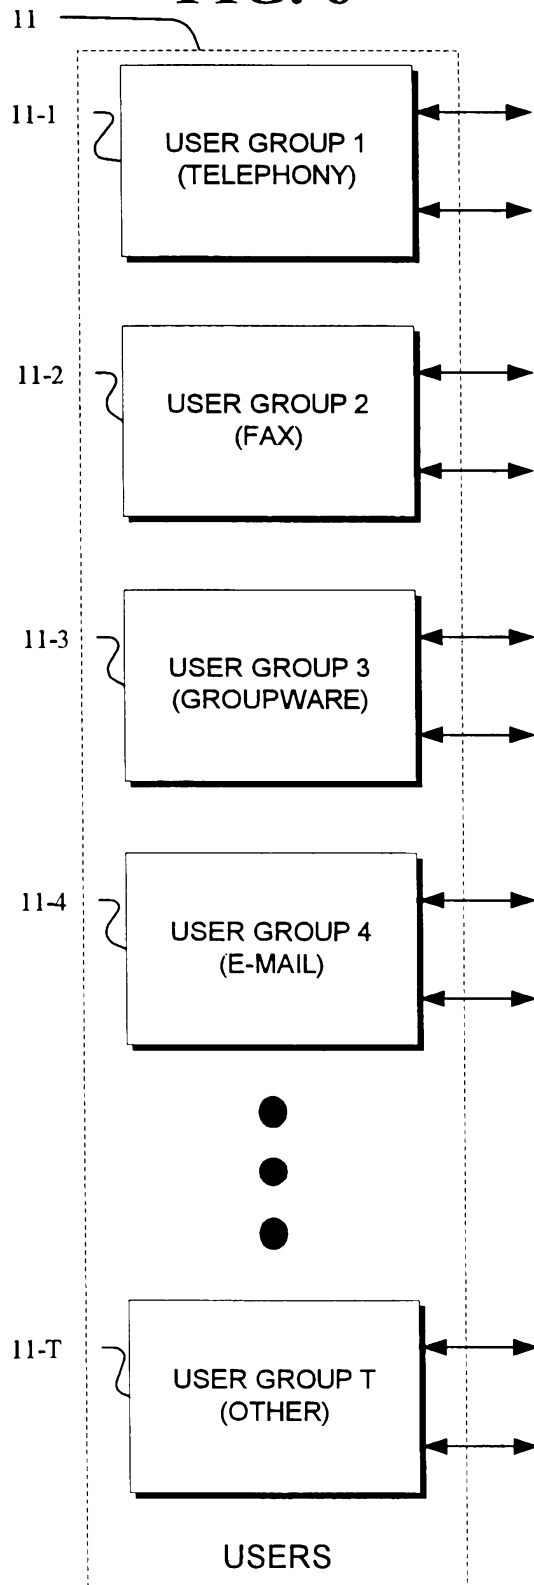 11
11-1
USER GROUP 1
(TELEPHONY)
11-2
USER GROUP 2
(FAX)
11-3
USER GROUP 3
(GROUPWARE)
11-4
USER GROUP 4
(E-MAIL)
11-T
USER GROUP T
(OTHER)
USERS